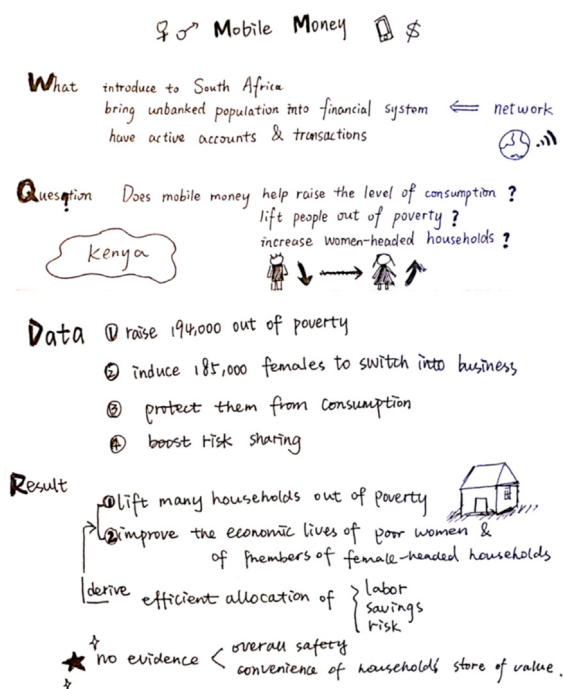 ♀♂ Mobile Money $
What introduce to South Africa
bring unbanked population into financial system ⇐ network
have active accounts & transactions
Quesqtion Does mobile money help raise the level of consumption ?
lift people out of poverty ?
increase women-headed households ?
Kenya
Data ① raise 194,000 out of poverty
② induce 185,000 females to switch into business
③ protect them from consumption
④ boost risk sharing
Result
① lift many households out of poverty
② improve the economic lives of poor women &
of members of female-headed households
derive efficient allocation of
labor
savings
risk
★ no evidence < overall safety
convenience of households' store of value.